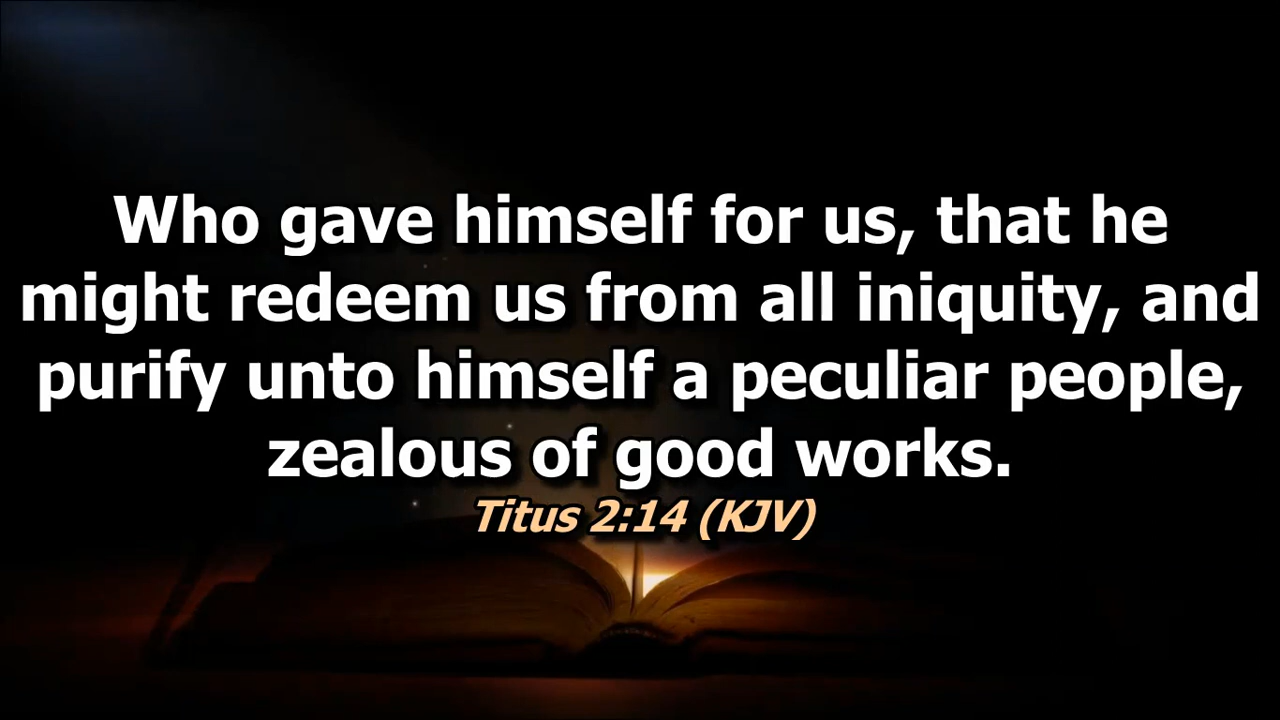 Who gave himself for us, that he
might redeem us from all iniquity, and
purify unto himself a peculiar people,
zealous of good works.
Titus 2:14 (KJV)